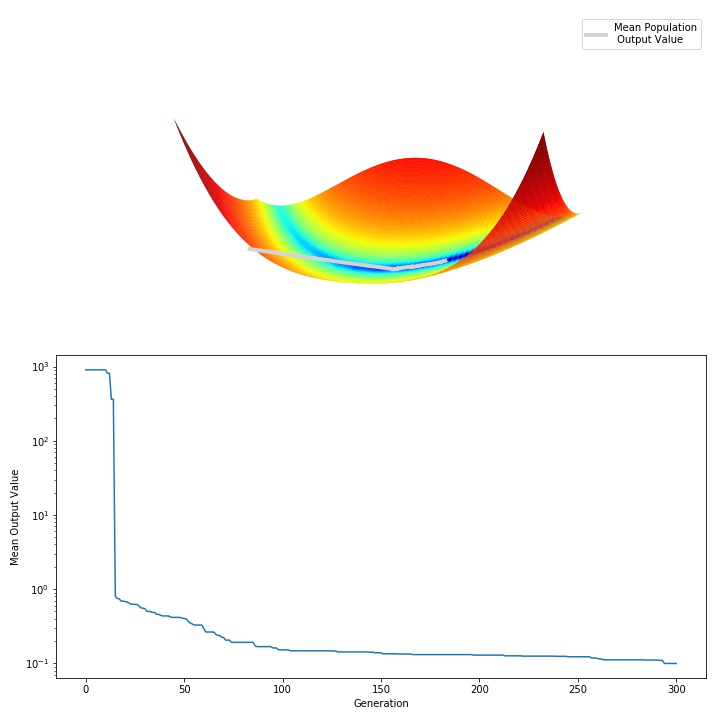 Mean Population
Output Value
10³
10²
10¹
10⁰
10⁻¹
Mean Output Value
0 50 100 150 200 250 300
Generation